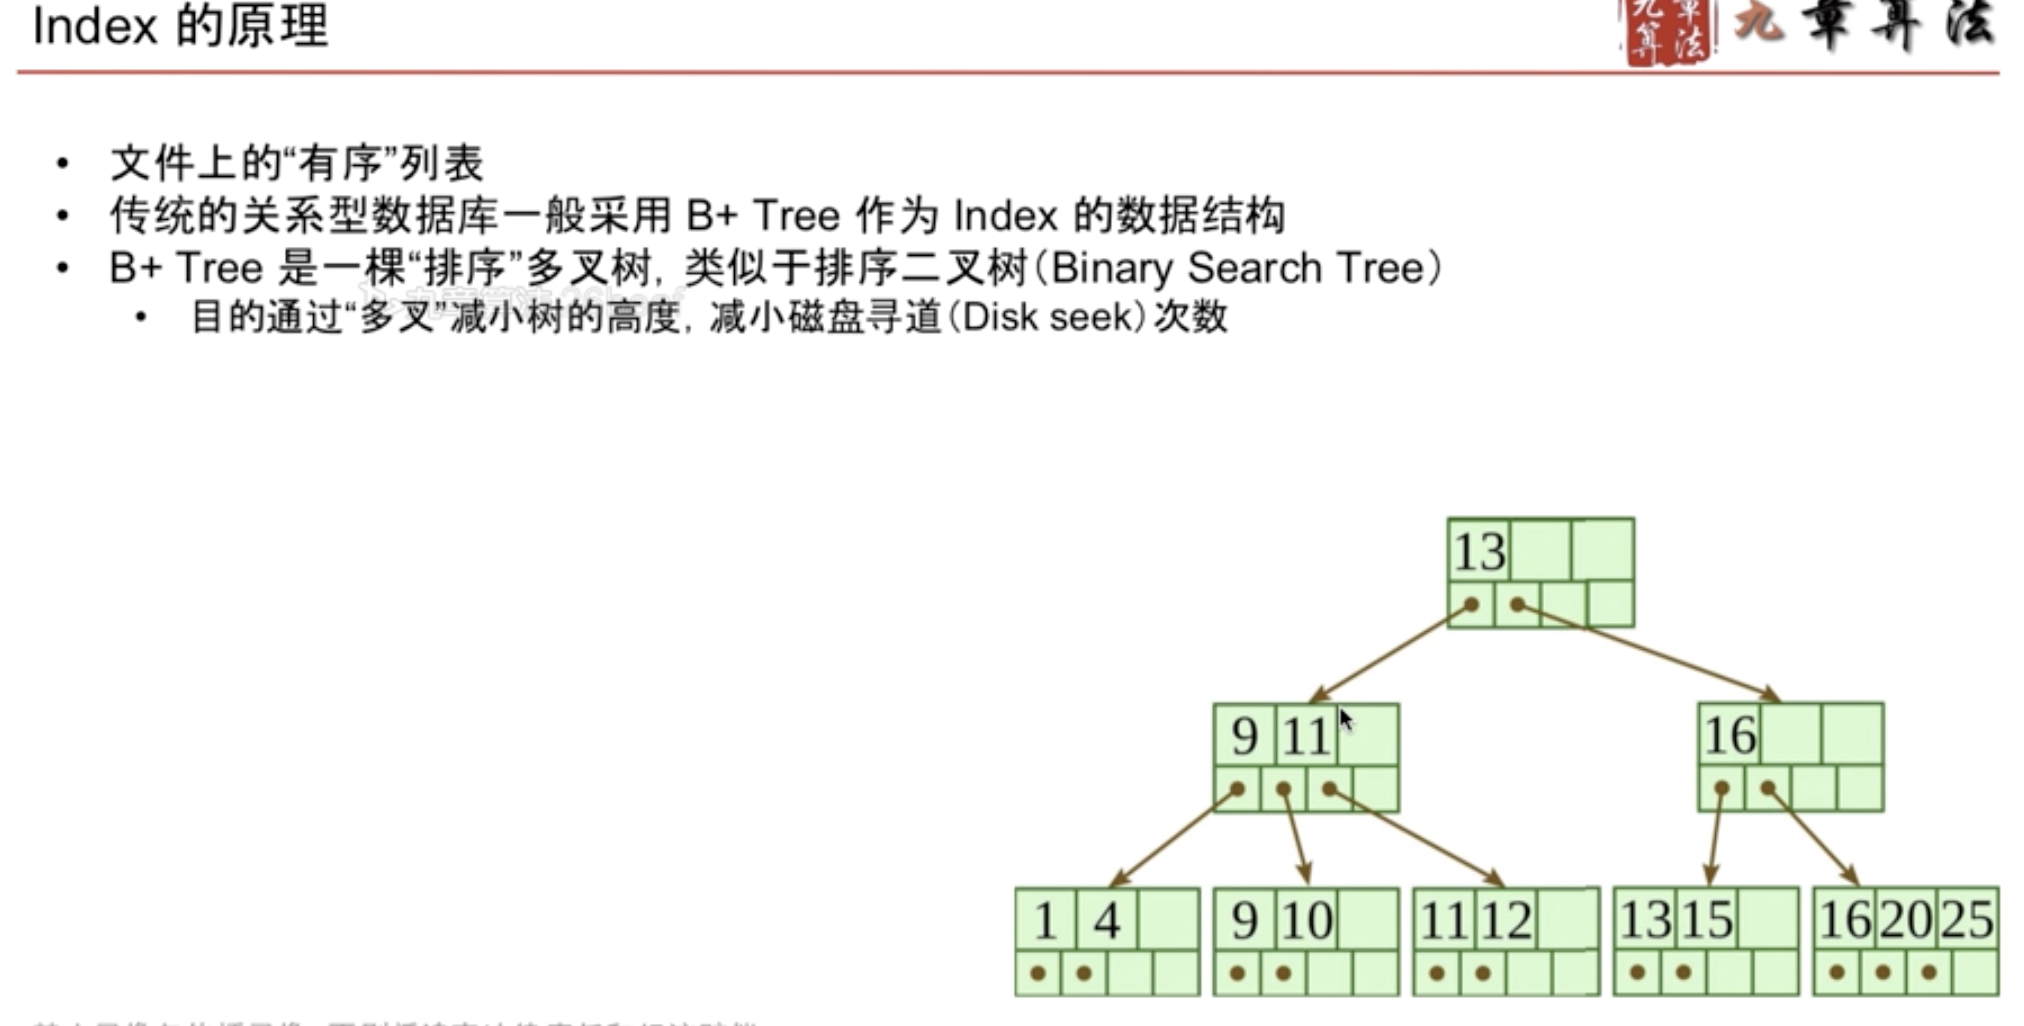 Index 的原理
九章算法
九章算法
• 文件上的“有序”列表
• 传统的关系型数据库一般采用 B+ Tree 作为 Index 的数据结构
• B+ Tree 是一棵“排序”多叉树，类似于排序二叉树（Binary Search Tree）
• 目的通过“多叉”减小树的高度，减小磁盘寻道（Disk seek）次数
13
9 11
16
1 4
9 10
11 12
13 15
16 20 25